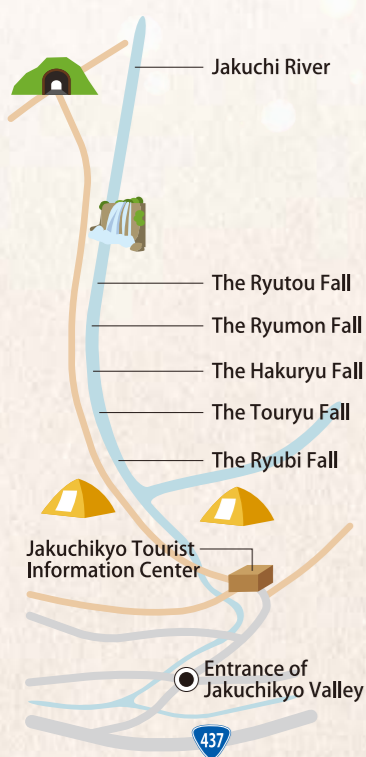 Jakuchi River
The Ryutou Fall
The Ryumon Fall
The Hakuryu Fall
The Touryu Fall
The Ryubi Fall
Jakuchikyo Tourist
Information Center
Entrance of
Jakuchikyo Valley
437